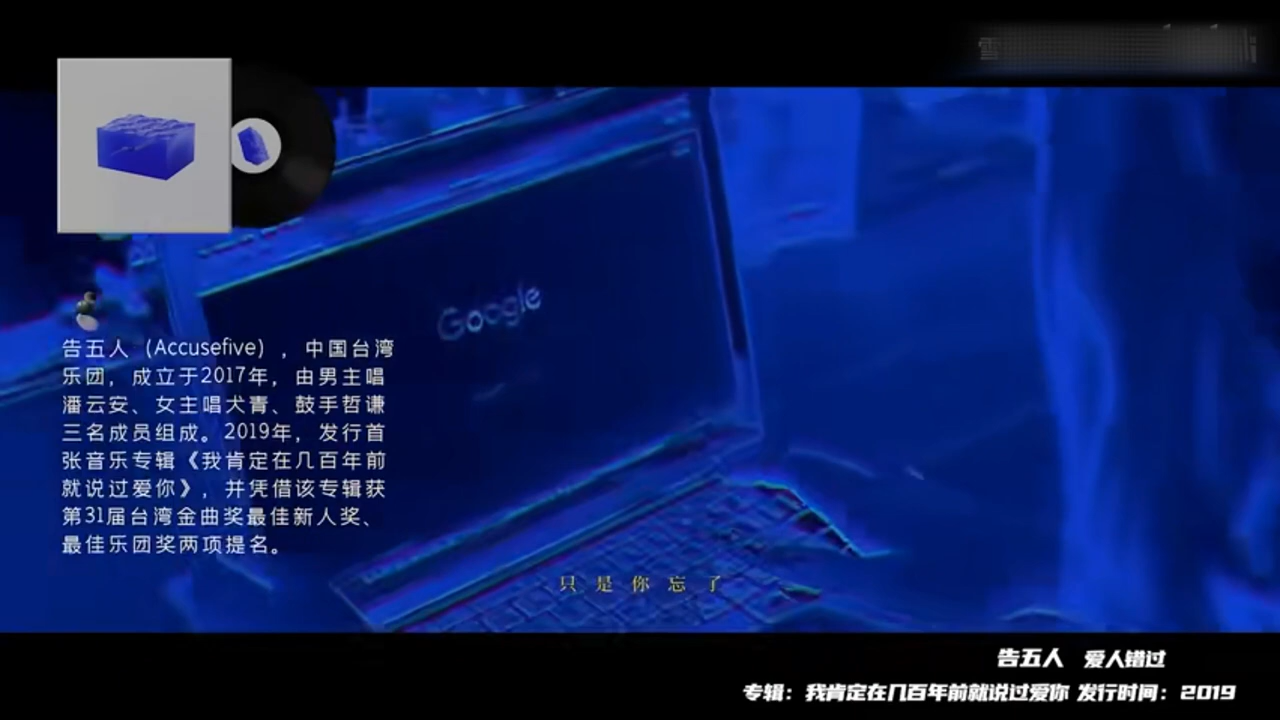 雪
Google
告五人（Accusefive），中国台湾
乐团，成立于2017年，由男主唱
潘云安、女主唱犬青、鼓手哲谦
三名成员组成。2019年，发行首
张音乐专辑《我肯定在几百年前
就说过爱你》，并凭借该专辑获
第31届台湾金曲奖最佳新人奖、
最佳乐团奖两项提名。
只是你忘了
告五人 爱人错过
专辑：我肯定在几百年前就说过爱你 发行时间：2019